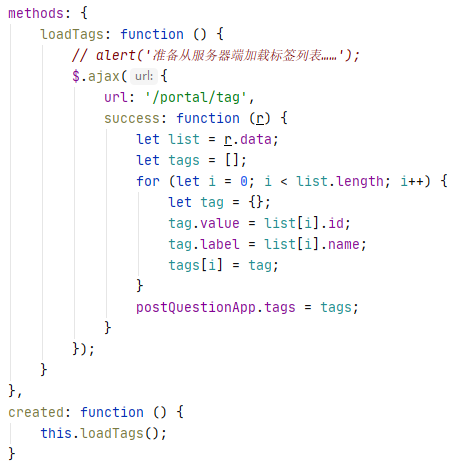 methods: {
    loadTags: function () {
        // alert('准备从服务器端加载标签列表……');
        $.ajax( url: {
            url: '/portal/tag',
            success: function (r) {
                let list = r.data;
                let tags = [];
                for (let i = 0; i < list.length; i++) {
                    let tag = {};
                    tag.value = list[i].id;
                    tag.label = list[i].name;
                    tags[i] = tag;
                }
                postQuestionApp.tags = tags;
            }
        });
    }
},
created: function () {
    this.loadTags();
}